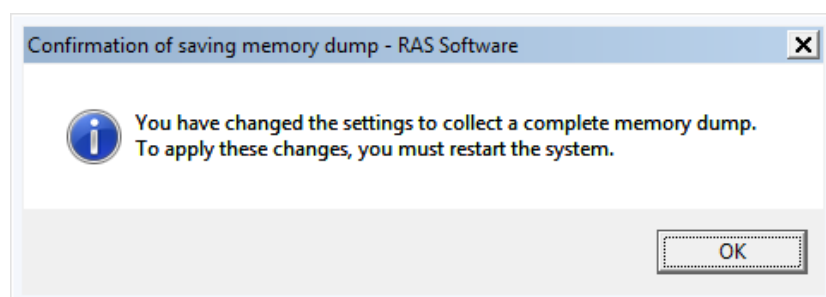 Confirmation of saving memory dump - RAS Software
You have changed the settings to collect a complete memory dump.
To apply these changes, you must restart the system.
OK